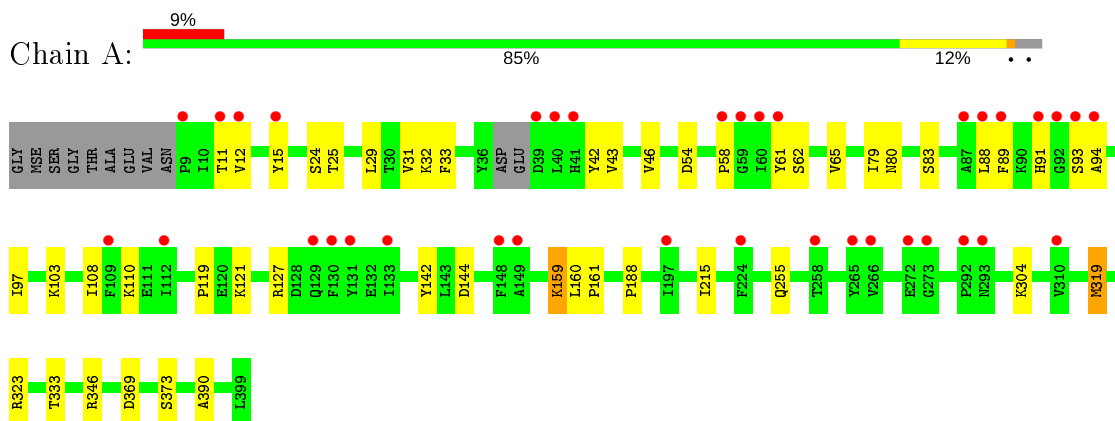 9%
Chain A:
85% 12%
GLY MSE SER GLY THR ALA GLU VAL ASN P9 I10 T11 V12 Y15 S24 T25 L29 T30 V31 K32 F33 Y36 ASP GLU D39 L40 H41 Y42 V43 V46 D54 P58 G59 I60 Y61 S62 V65 I79 N80 S83 A87 L88 F89 K90 H91 G92 S93 A94
I97 K103 I108 F109 K110 E111 I112 P119 E120 K121 R127 D128 Q129 F130 Y131 E132 I133 Y142 L143 D144 F148 A149 K159 L160 P161 P188 I197 I215 F224 Q255 T258 Y265 V266 E272 G273 P292 N293 K304 V310 M319
R323 T333 R346 D369 S373 A390 L399